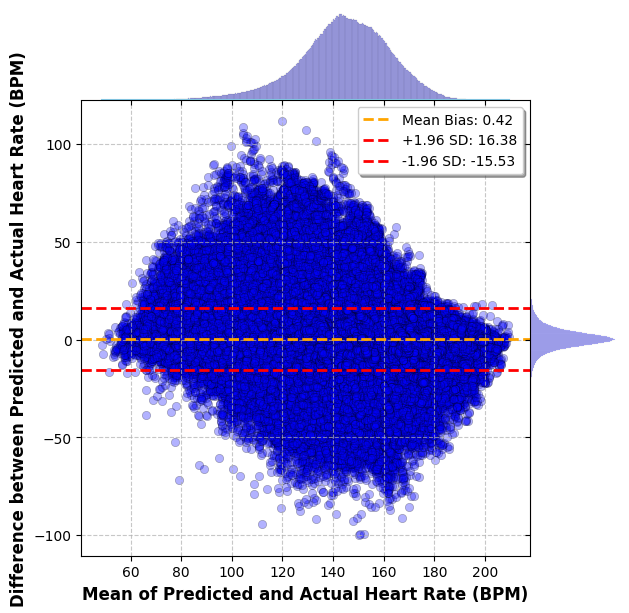 Mean Bias: 0.42
+1.96 SD: 16.38
-1.96 SD: -15.53
Difference between Predicted and Actual Heart Rate (BPM)
100
50
0
−50
−100
60 80 100 120 140 160 180 200
Mean of Predicted and Actual Heart Rate (BPM)